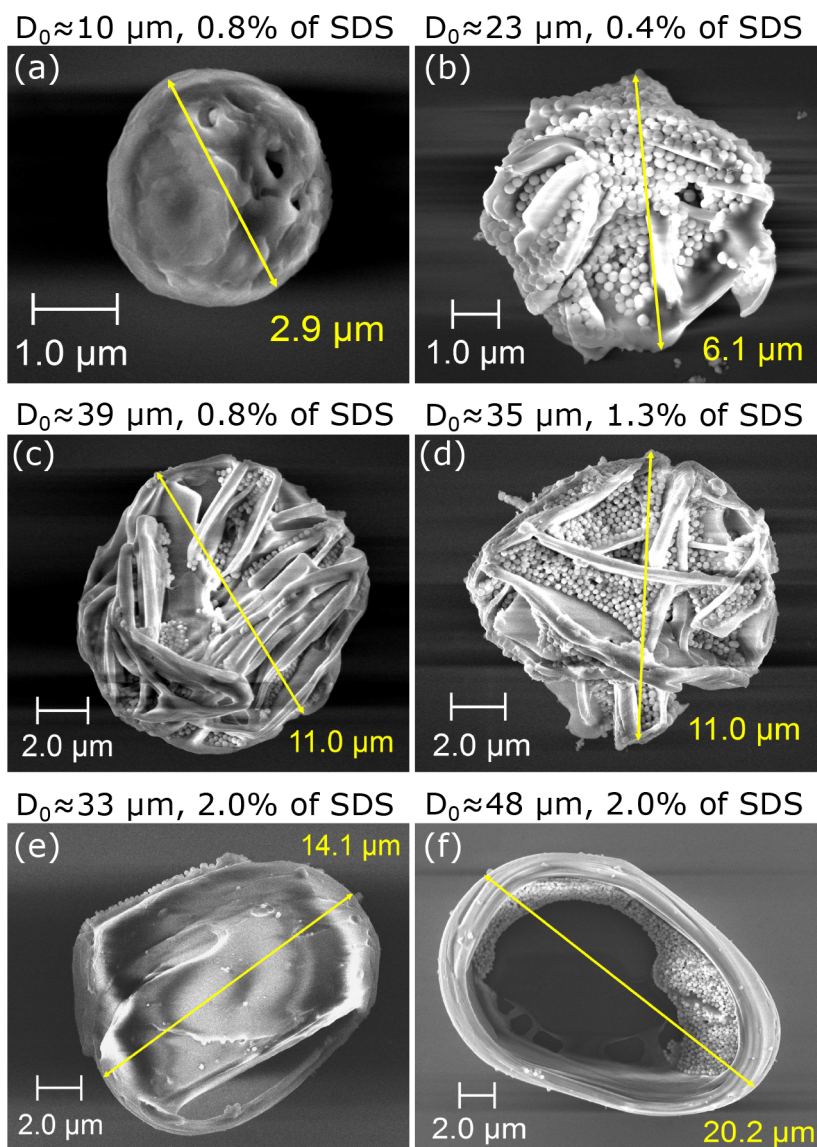 D₀≈10 μm, 0.8% of SDS
(a)
1.0 μm
2.9 μm
D₀≈23 μm, 0.4% of SDS
(b)
1.0 μm
6.1 μm
D₀≈39 μm, 0.8% of SDS
(c)
2.0 μm
11.0 μm
D₀≈35 μm, 1.3% of SDS
(d)
2.0 μm
11.0 μm
D₀≈33 μm, 2.0% of SDS
(e)
14.1 μm
2.0 μm
D₀≈48 μm, 2.0% of SDS
(f)
2.0 μm
20.2 μm